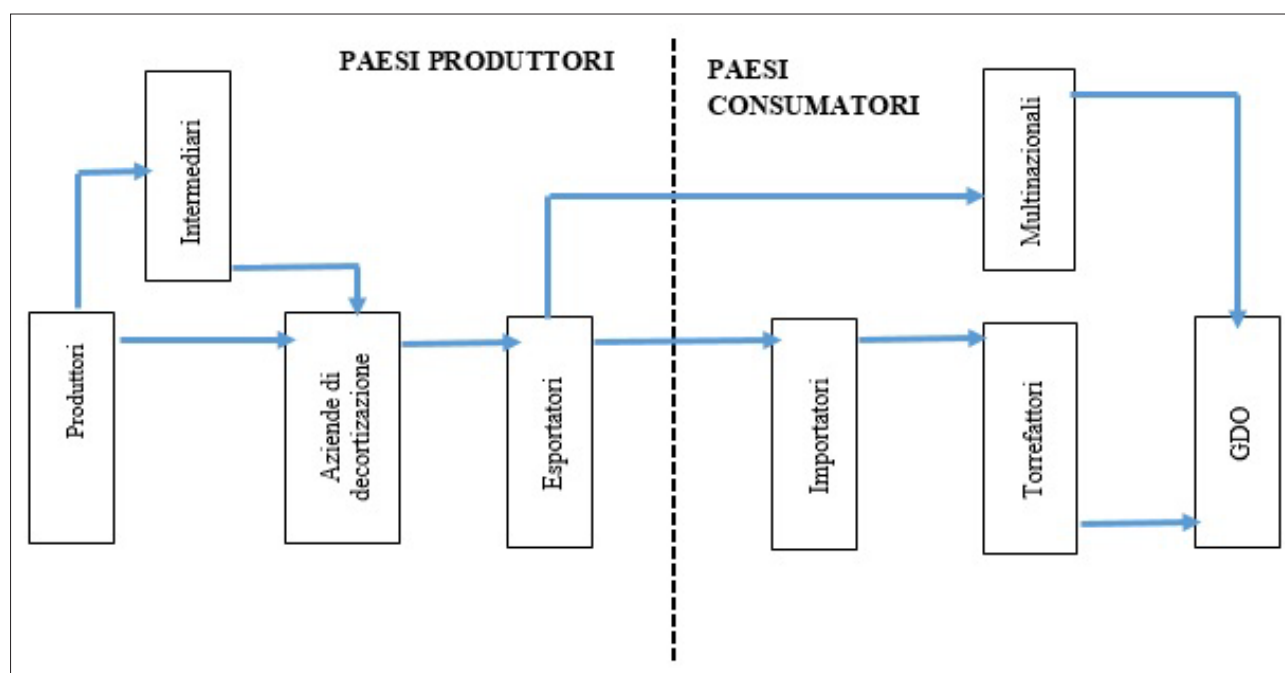 PAESI PRODUTTORI
PAESI
CONSUMATORI
Intermediari
Multinazionali
Produttori
Aziende di
decortizazione
Esportatori
Importatori
Torrefattori
GDO